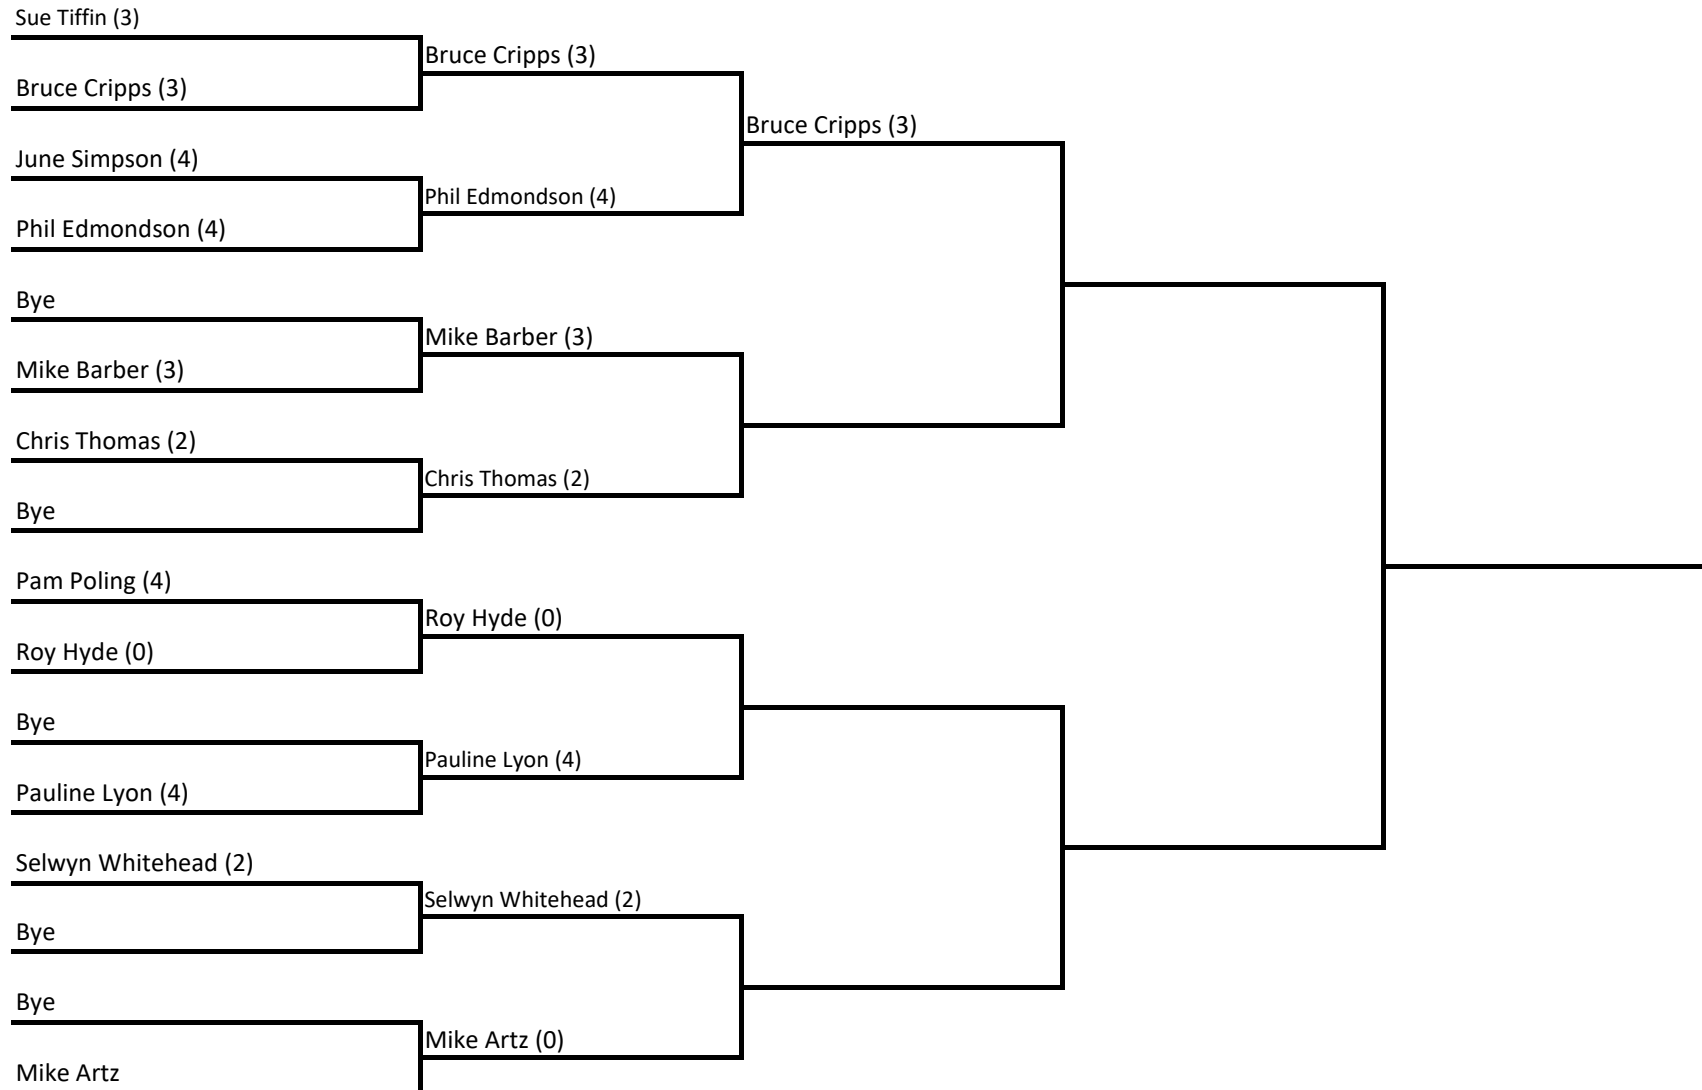 Sue Tiffin (3)
Bruce Cripps (3)
June Simpson (4)
Phil Edmondson (4)
Bye
Mike Barber (3)
Chris Thomas (2)
Bye
Pam Poling (4)
Roy Hyde (0)
Bye
Pauline Lyon (4)
Selwyn Whitehead (2)
Bye
Bye
Mike Artz
Bruce Cripps (3)
Phil Edmondson (4)
Mike Barber (3)
Chris Thomas (2)
Roy Hyde (0)
Pauline Lyon (4)
Selwyn Whitehead (2)
Mike Artz (0)
Bruce Cripps (3)